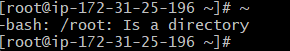 [root@ip-172-31-25-196 ~]# ~
-bash: /root: Is a directory
[root@ip-172-31-25-196 ~]#